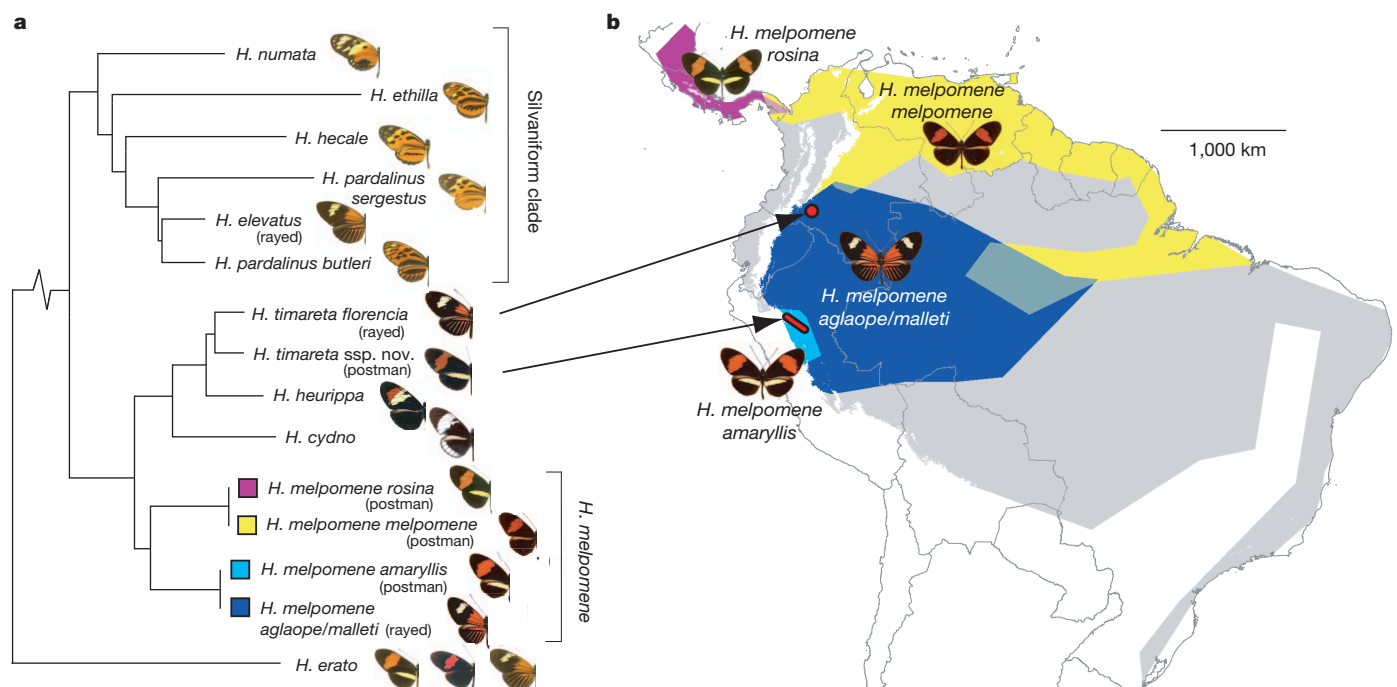 a
H. numata
H. ethilla
H. hecale
H. pardalinus
sergestus
H. elevatus
(rayed)
H. pardalinus butleri
Silvaniform clade
H. timareta florencia
(rayed)
H. timareta ssp. nov.
(postman)
H. heurippa
H. cydno
H. melpomene rosina
(postman)
H. melpomene melpomene
(postman)
H. melpomene amaryllis
(postman)
H. melpomene
aglaope/malleti (rayed)
H. melpomene
H. erato
b
H. melpomene
rosina
H. melpomene
melpomene
1,000 km
H. melpomene
aglaope/malleti
H. melpomene
amaryllis